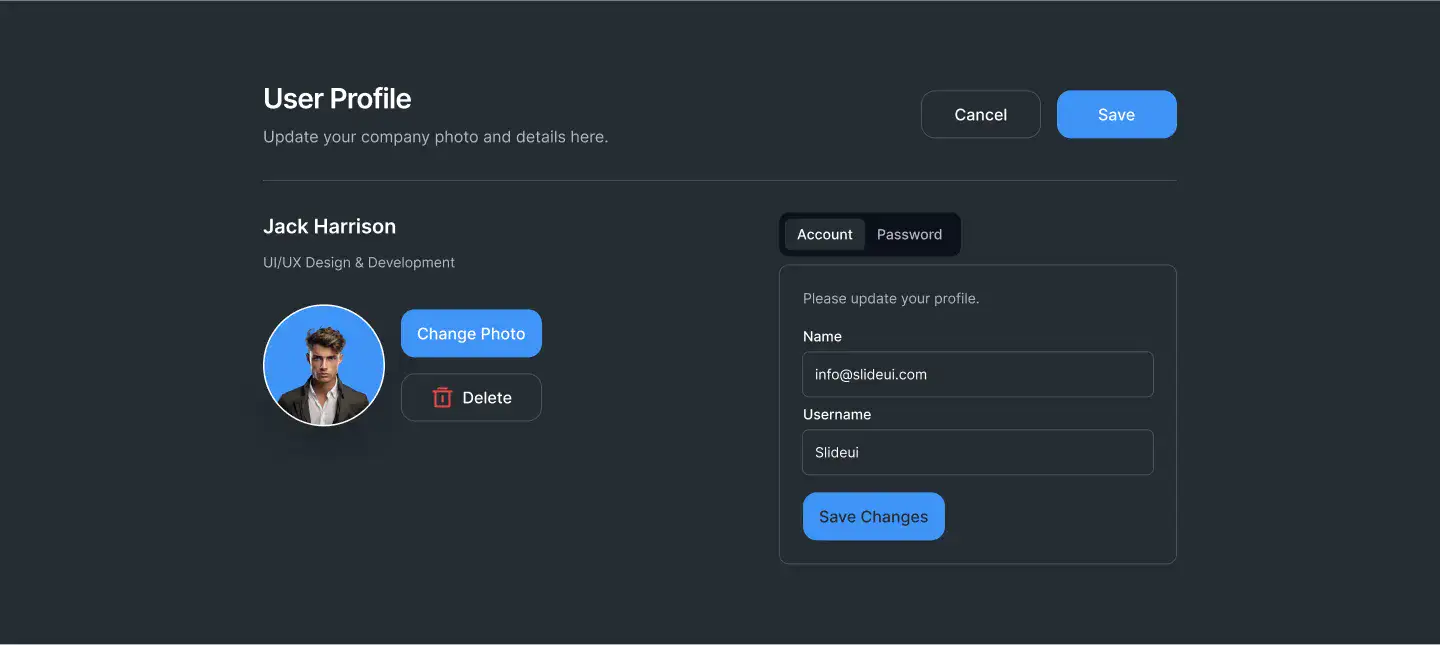 User Profile
Update your company photo and details here.
Cancel
Save
Jack Harrison
UI/UX Design & Development
Change Photo
Delete
Account
Password
Please update your profile.
Name
info@slideui.com
Username
Slideui
Save Changes